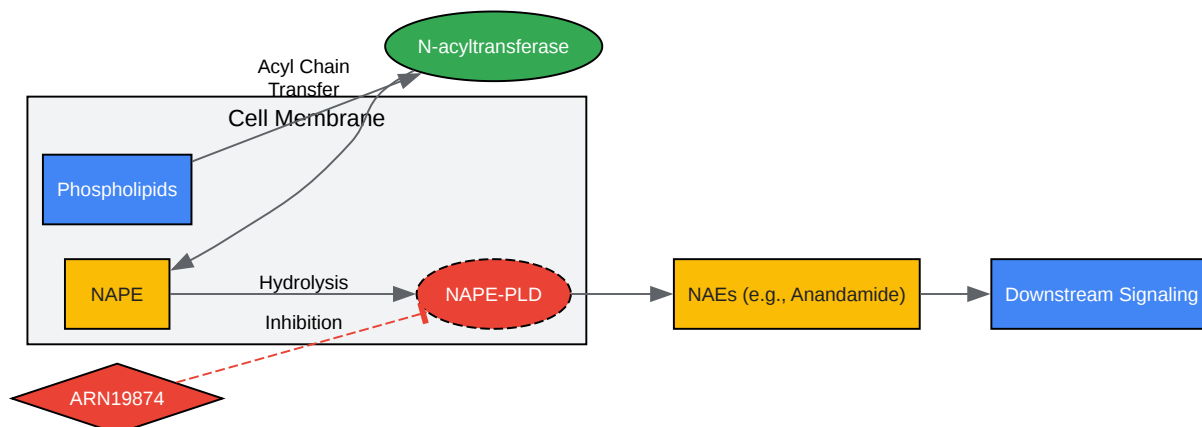 N-acyltransferase
Acyl Chain
Transfer
Cell Membrane
Phospholipids
NAPE
Hydrolysis
NAPE-PLD
NAEs (e.g., Anandamide)
Downstream Signaling
Inhibition
ARN19874